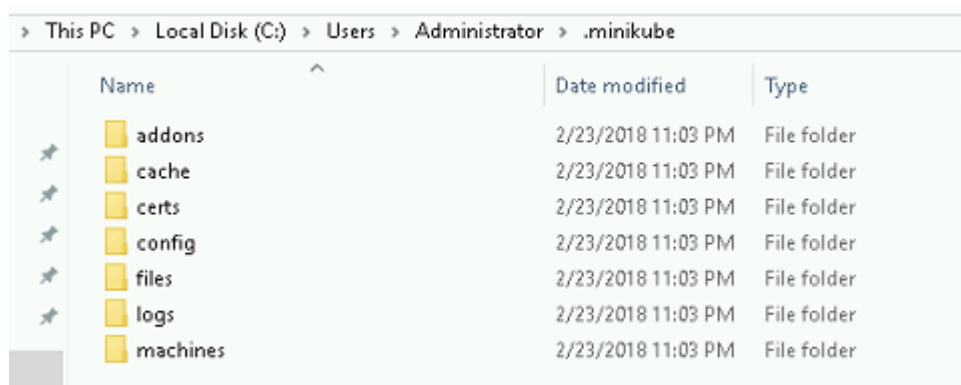 > This PC > Local Disk (C:) > Users > Administrator > .minikube
Name Date modified Type
addons 2/23/2018 11:03 PM File folder
cache 2/23/2018 11:03 PM File folder
certs 2/23/2018 11:03 PM File folder
config 2/23/2018 11:03 PM File folder
files 2/23/2018 11:03 PM File folder
logs 2/23/2018 11:03 PM File folder
machines 2/23/2018 11:03 PM File folder